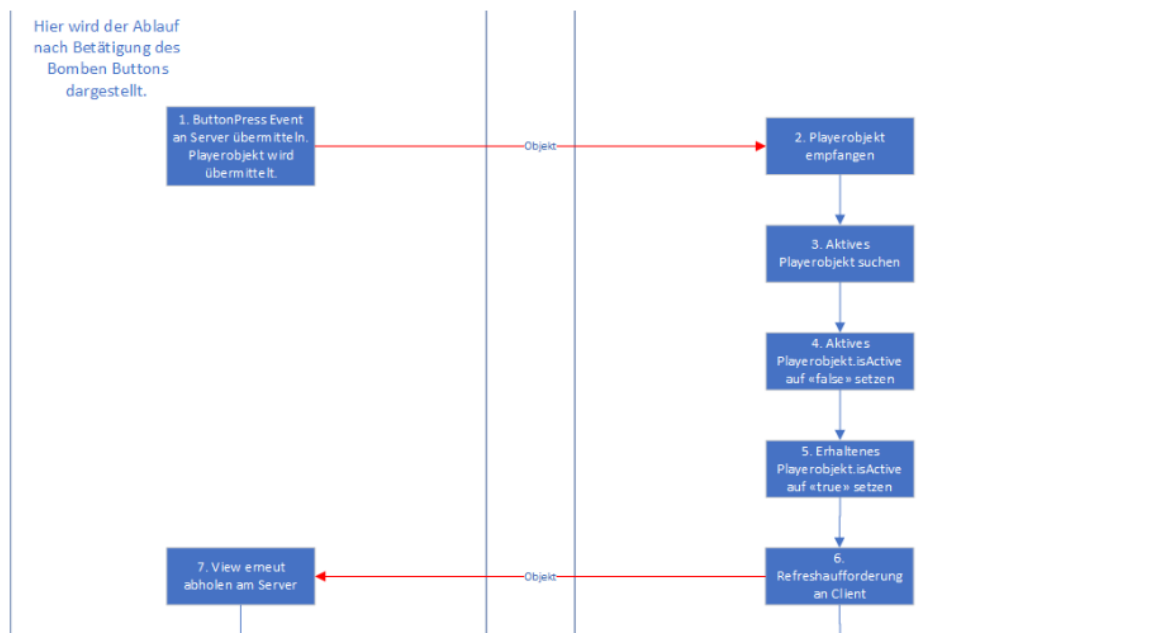 Hier wird der Ablauf
nach Betätigung des
Bomben Buttons
dargestellt.
1. ButtonPress Event
an Server übermitteln.
Playerobjekt wird
übermittelt.
Objekt
2. Playerobjekt
empfangen
3. Aktives
Playerobjekt suchen
4. Aktives
Playerobjekt.isActive
auf «false» setzen
5. Erhaltenes
Playerobjekt.isActive
auf «true» setzen
6.
Refreshaufforderung
an Client
Objekt
7. View erneut
abholen am Server